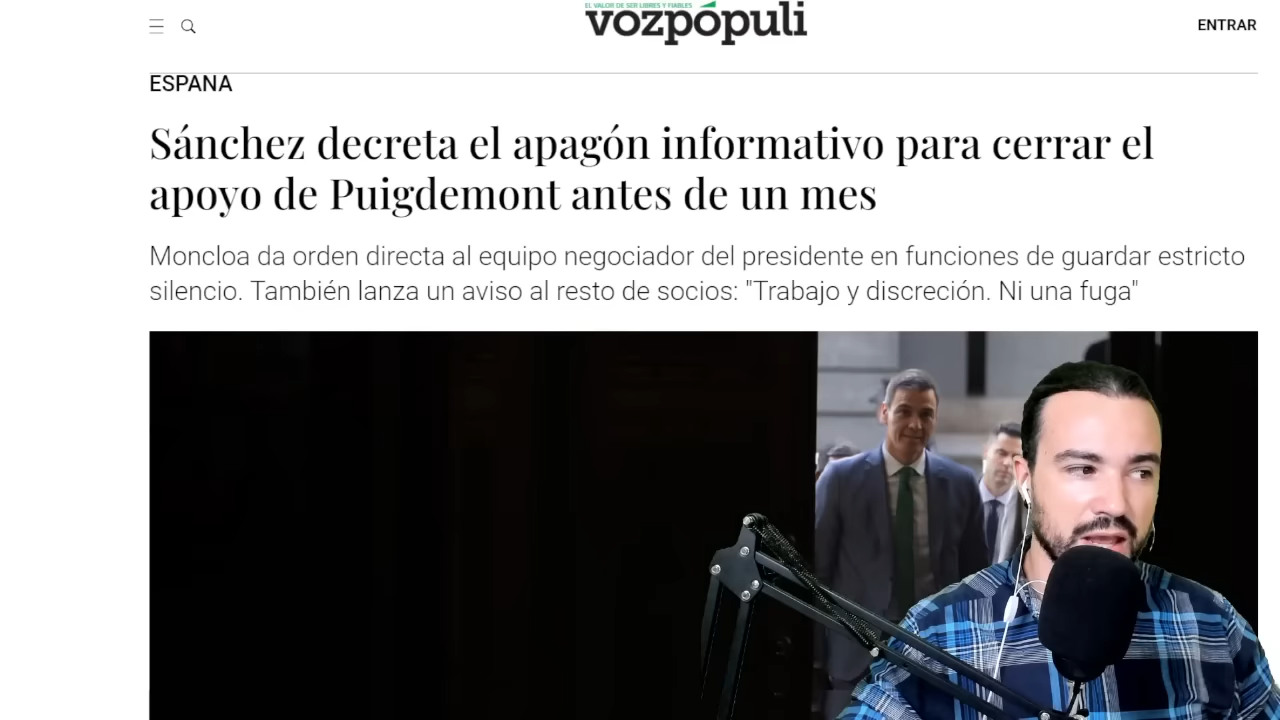 EL VALOR DE SER LIBRES Y FIABLES
vozpópuli
ENTRAR
ESPANA
Sánchez decreta el apagón informativo para cerrar el
apoyo de Puigdemont antes de un mes
Moncloa da orden directa al equipo negociador del presidente en funciones de guardar estricto
silencio. También lanza un aviso al resto de socios: "Trabajo y discreción. Ni una fuga"